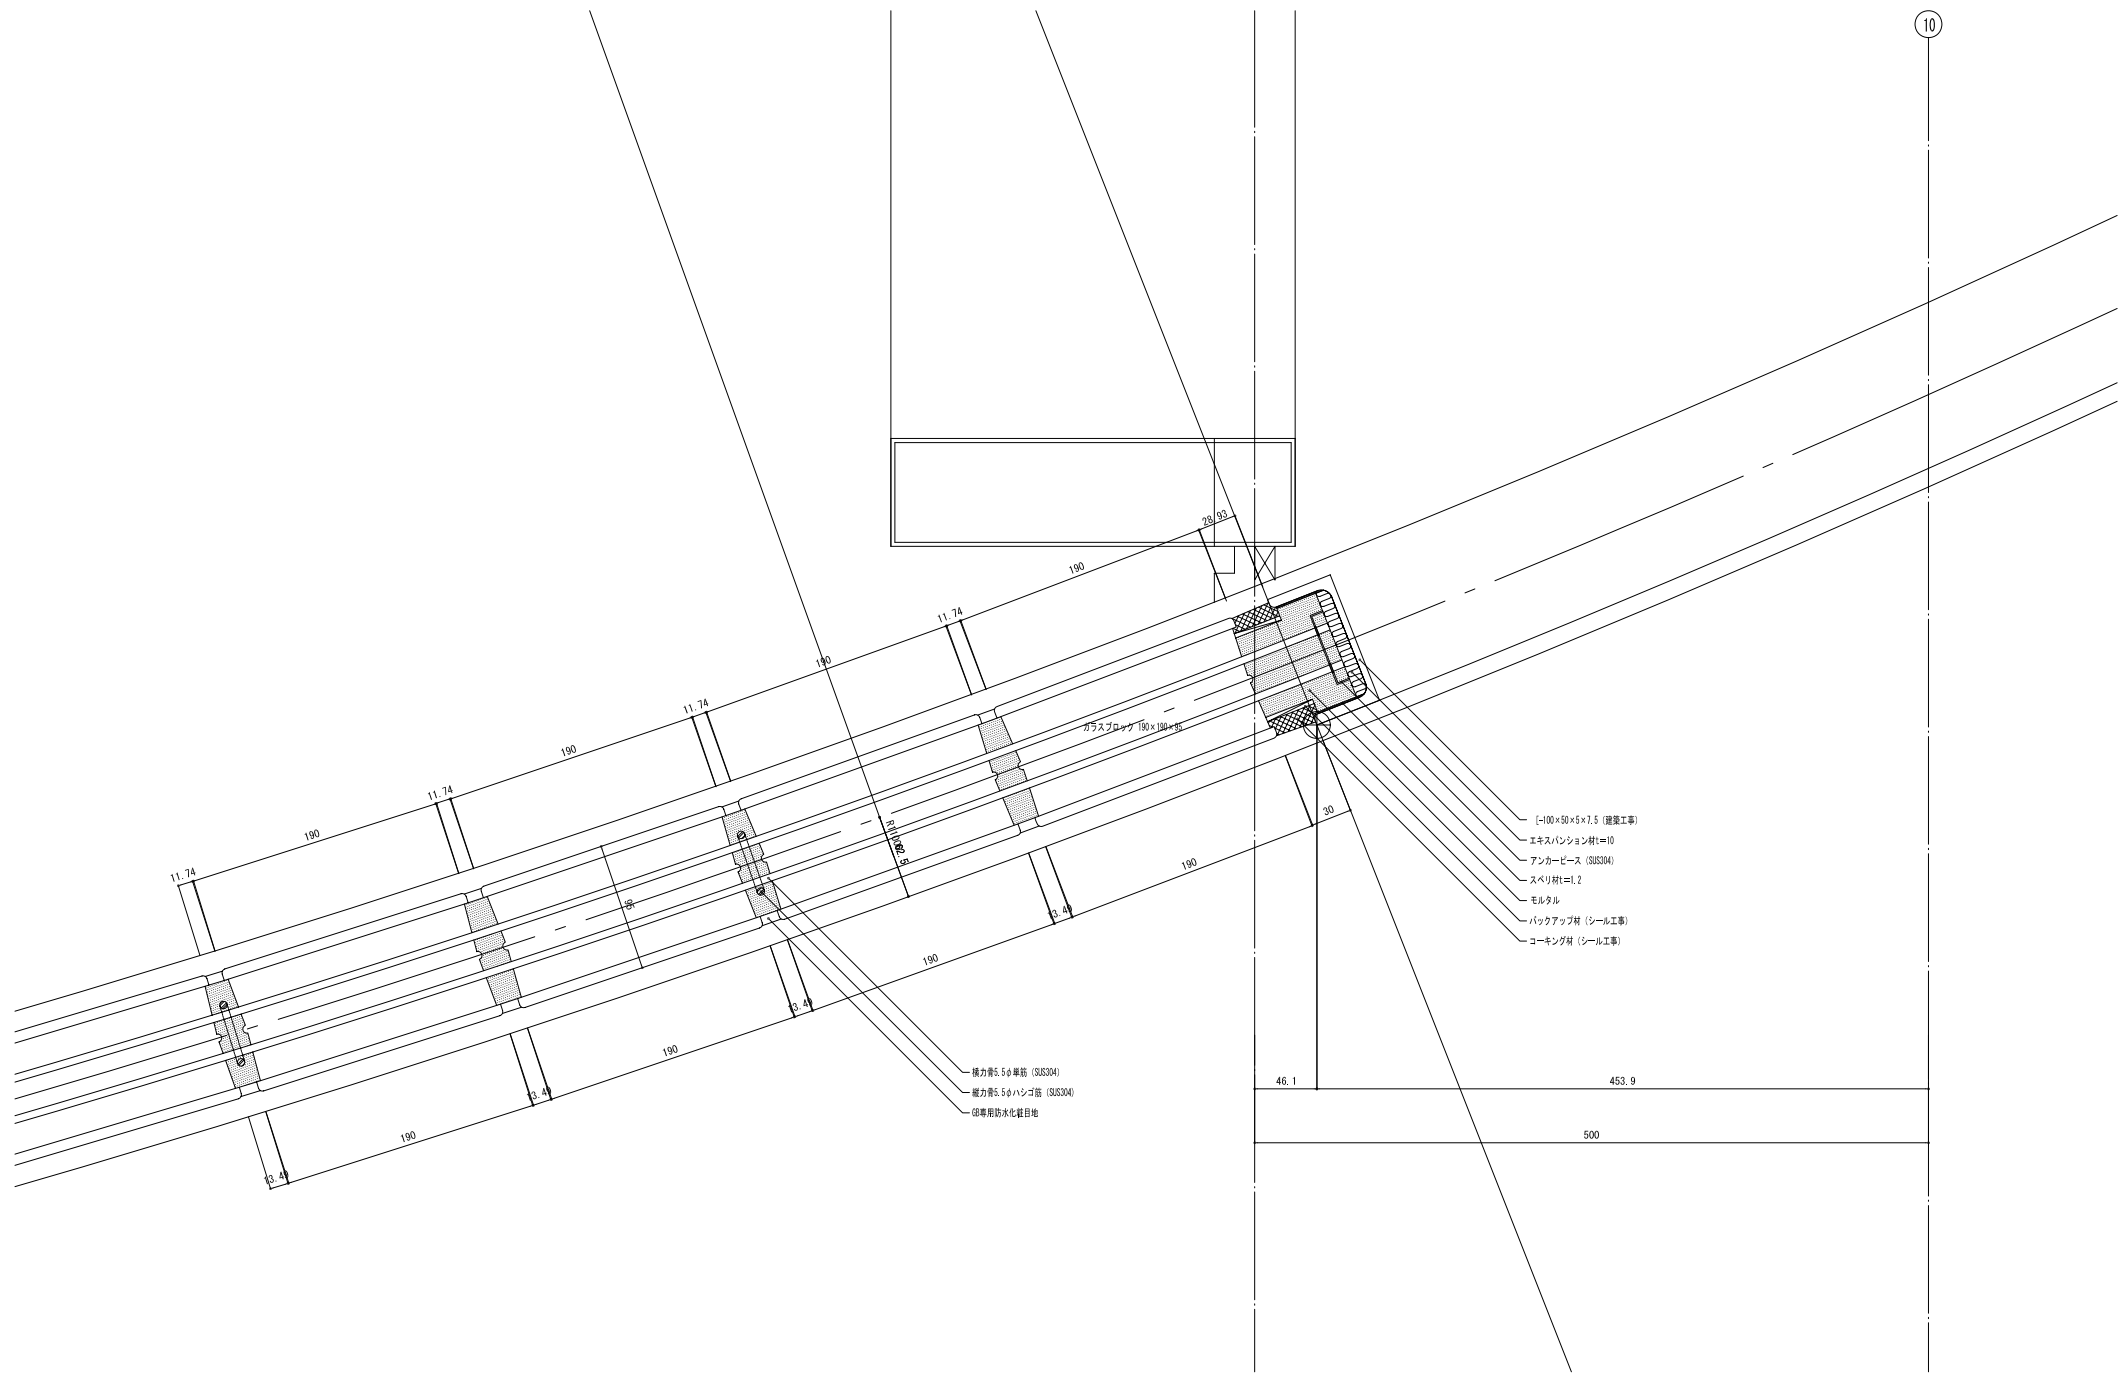 10
28.93
190
11.74
190
11.74
190
11.74
190
11.74
ガラスブロック 190×190×95
62.5
95
30
190
13.49
190
13.49
190
13.49
190
13.49
[-100×50×5×7.5 (建築工事)
エキスパンション材t=10
アンカーピース (SUS304)
スベリ材t=1.2
モルタル
バックアップ材 (シール工事)
コーキング材 (シール工事)
横力骨5.5φ単筋 (SUS304)
縦力骨5.5φハシゴ筋 (SUS304)
GB専用防水化粧目地
46.1
453.9
500